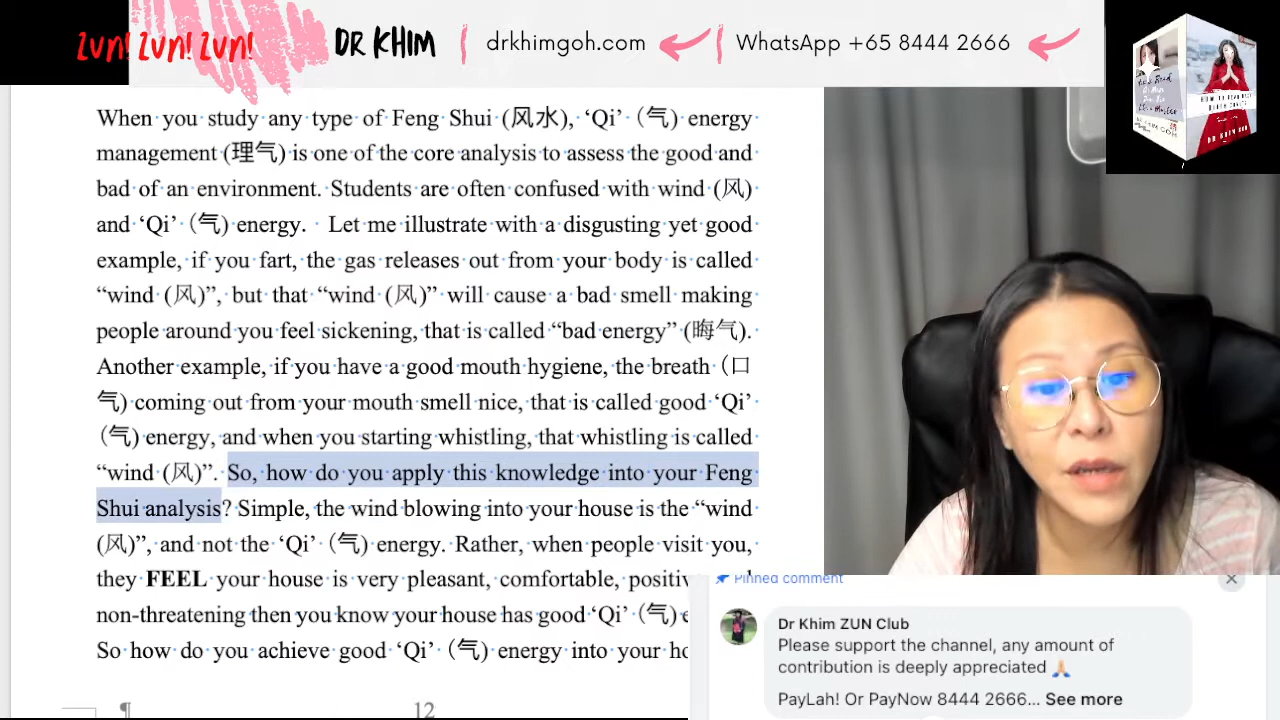 zun! zun! zun!
DR KHIM
drkhimgoh.com
WhatsApp +65 8444 2666
DR KHIM GOH
When you study any type of Feng Shui (风水), ‘Qi’ (气) energy
management (理气) is one of the core analysis to assess the good and
bad of an environment. Students are often confused with wind (风)
and ‘Qi’ (气) energy. Let me illustrate with a disgusting yet good
example, if you fart, the gas releases out from your body is called
“wind (风)”, but that “wind (风)” will cause a bad smell making
people around you feel sickening, that is called “bad energy” (晦气).
Another example, if you have a good mouth hygiene, the breath (口
气) coming out from your mouth smell nice, that is called good ‘Qi’
(气) energy, and when you starting whistling, that whistling is called
“wind (风)”. So, how do you apply this knowledge into your Feng
Shui analysis? Simple, the wind blowing into your house is the “wind
(风)”, and not the ‘Qi’ (气) energy. Rather, when people visit you,
they FEEL your house is very pleasant, comfortable,
non-threatening then you know your house has good ‘Qi’ (气)
So how do you achieve good ‘Qi’ (气) energy into your
¶
12
Pinned comment
Dr Khim ZUN Club
Please support the channel, any amount of
contribution is deeply appreciated 🙏🏼
PayLah! Or PayNow 8444 2666... See more